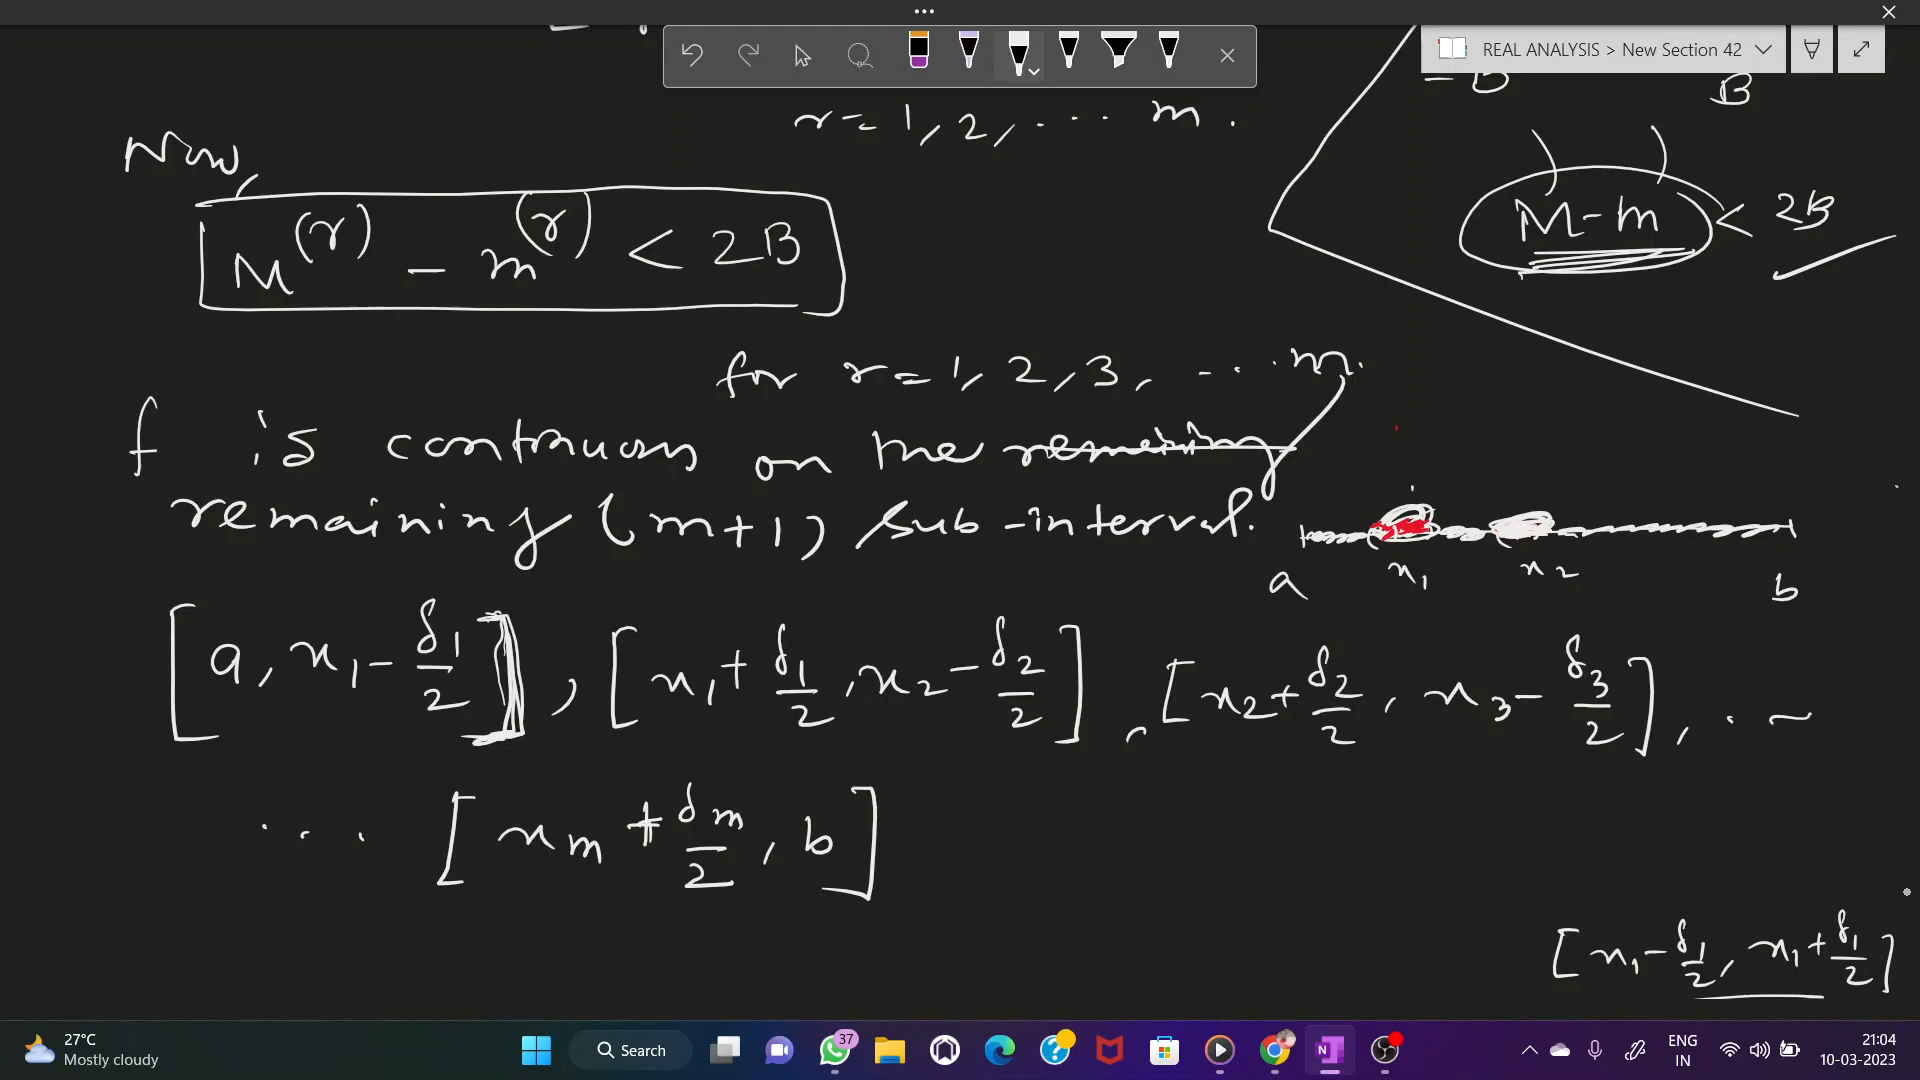 REAL ANALYSIS > New Section 42
= B B
r = 1, 2, ... m.
Now,
M^(r) - m^(r) < 2B
M - m < 2B
for r = 1, 2, 3, ... m.
f is continuous on the remaining
remaining (m+1) sub-interval.
a x₁ x₂ b
[a, x₁ - δ₁/2], [x₁ + δ₁/2, x₂ - δ₂/2], [x₂ + δ₂/2, x₃ - δ₃/2], ...
... [x_m + δ_m/2, b]
[x₁ - δ₁/2, x₁ + δ₁/2]
27°C
Mostly cloudy
Search
37
ENG
IN
21:04
10-03-2023